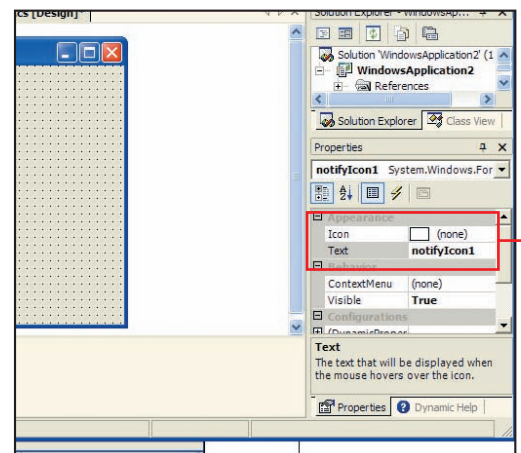 cs [Design]*
Solution Explorer - WindowsAp...
Solution 'WindowsApplication2' (1
WindowsApplication2
References
Solution Explorer
Class View
Properties
notifyIcon1 System.Windows.For
Appearance
Icon (none)
Text notifyIcon1
Behavior
ContextMenu (none)
Visible True
Configurations
(DynamicProper
Text
The text that will be displayed when
the mouse hovers over the icon.
Properties
Dynamic Help